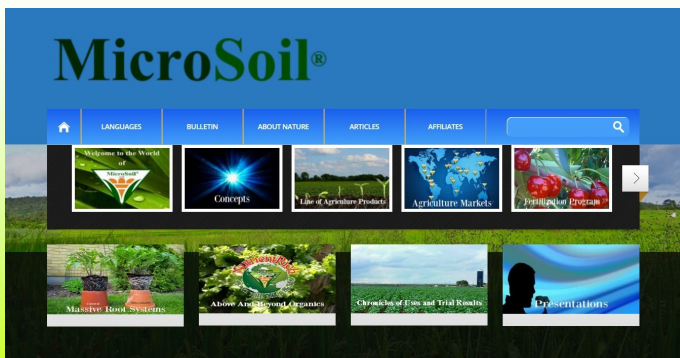 MicroSoil®
LANGUAGES
BULLETIN
ABOUT NATURE
ARTICLES
AFFILIATES
Welcome to the World
of
MicroSoil®
Concepts
Line of Agriculture Products
Agriculture Markets
Fertilization Program
Massive Root Systems
Above And Beyond Organics
Chronicles of Uses and Trial Results
Presentations